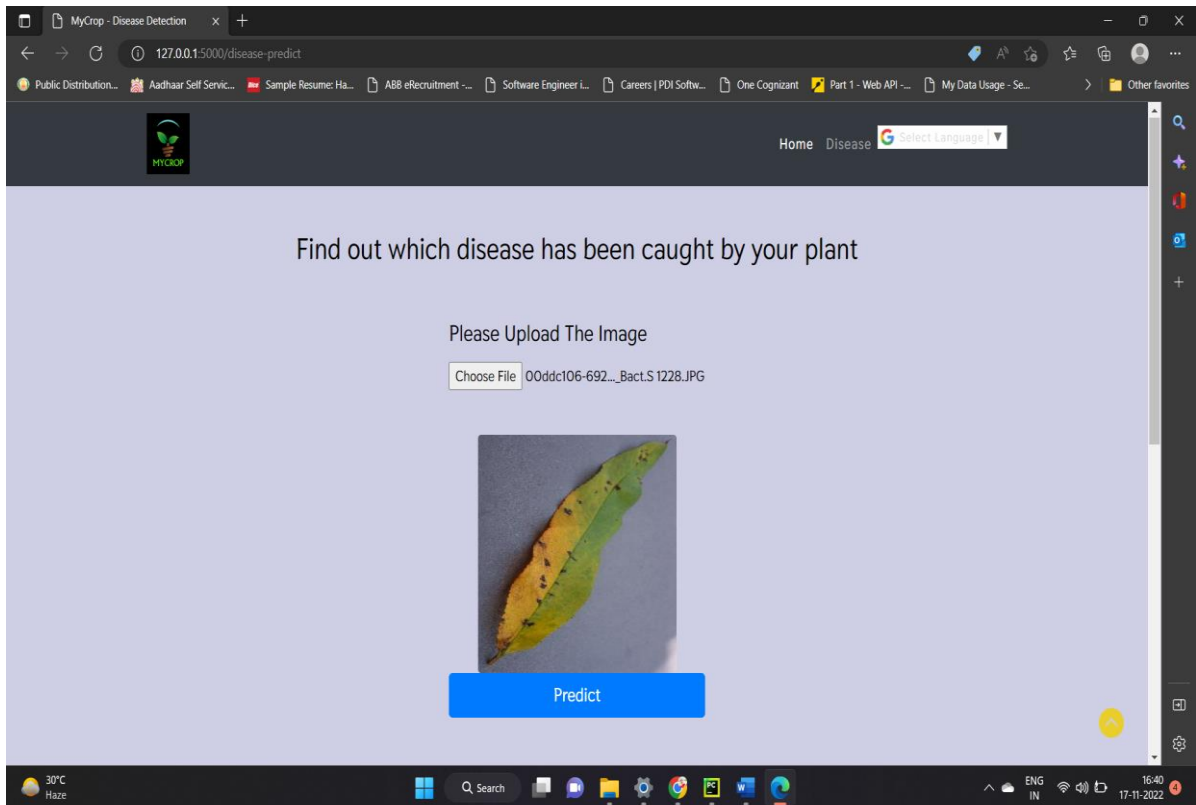 MyCrop - Disease Detection
127.0.0.1:5000/disease-predict
Public Distribution... Aadhaar Self Servic... Sample Resume: Ha... ABB eRecruitment -... Software Engineer i... Careers | PDI Softw... One Cognizant Part 1 - Web API -... My Data Usage - Se... Other favorites
MYCROP
Home Disease Select Language ▼
Find out which disease has been caught by your plant
Please Upload The Image
Choose File 00ddc106-692..._Bact.S 1228.JPG
Predict
30°C
Haze
Search
ENG
IN
16:40
17-11-2022
4